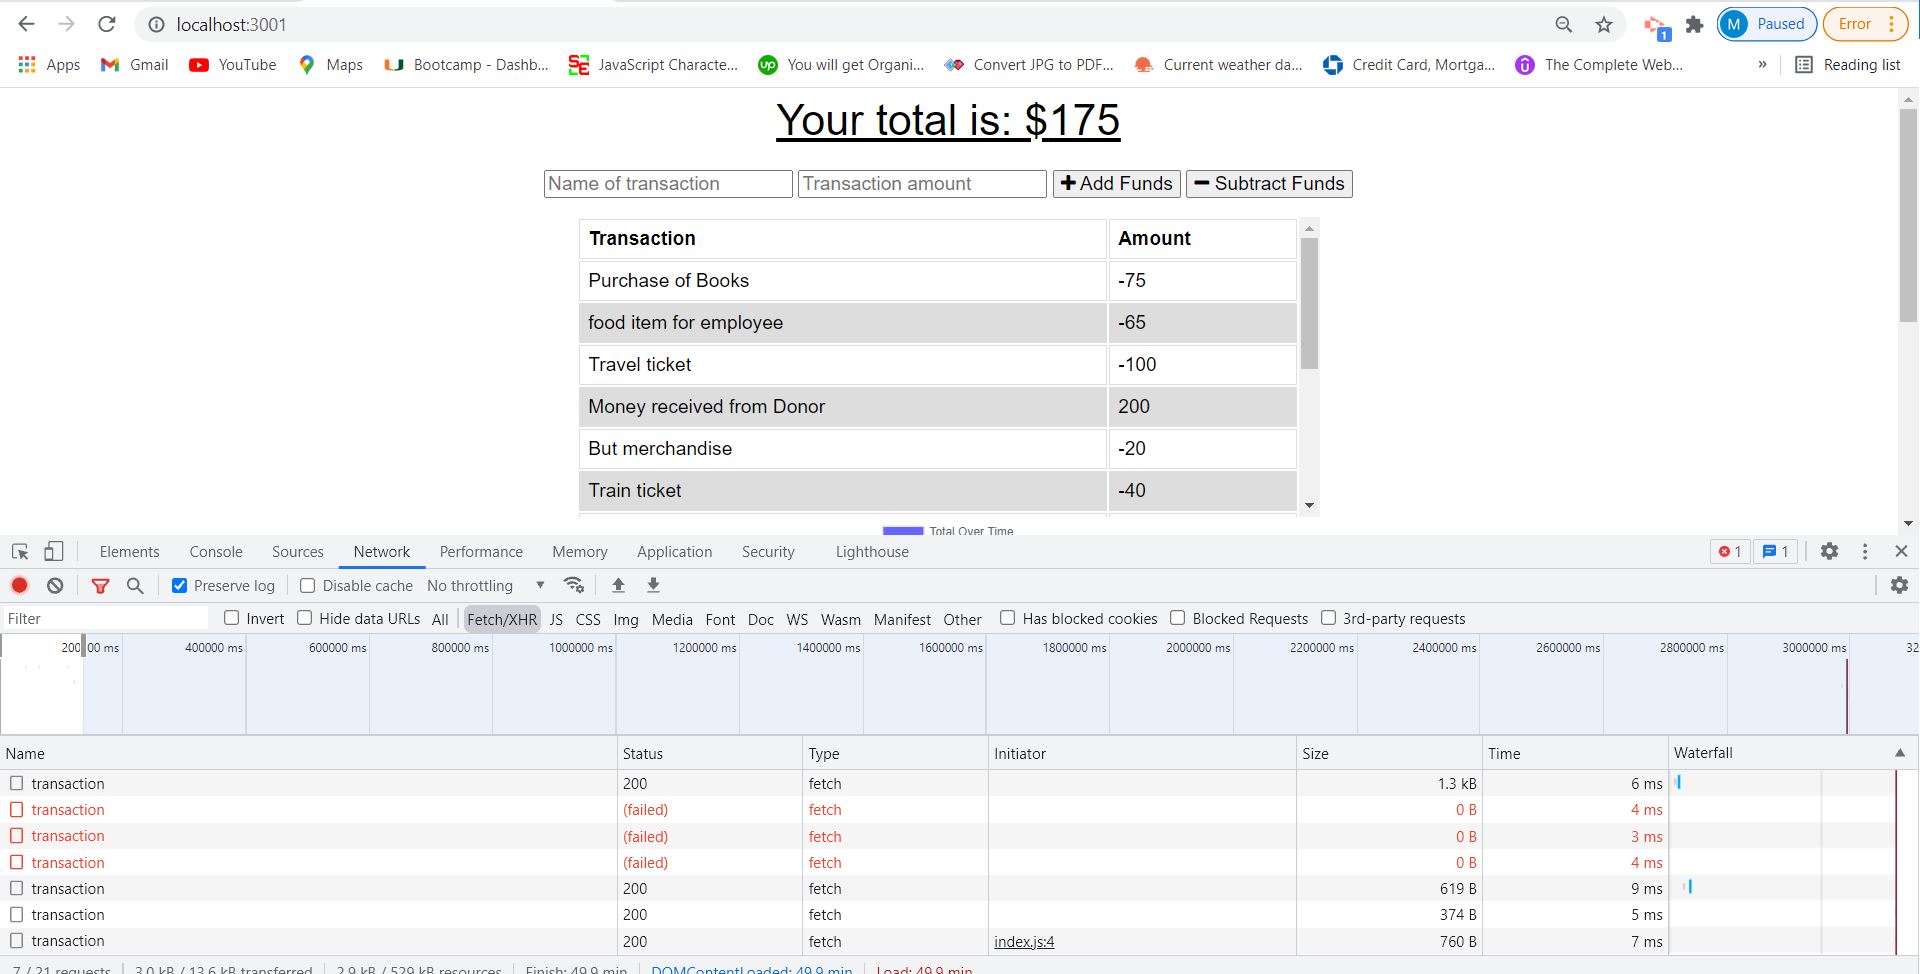 localhost:3001
1
M Paused
Error
Apps Gmail YouTube Maps Bootcamp - Dashb... JavaScript Characte... You will get Organi... Convert JPG to PDF... Current weather da... Credit Card, Mortga... The Complete Web... » Reading list
Your total is: $175
Name of transaction Transaction amount Add Funds Subtract Funds
Transaction Amount
Purchase of Books -75
food item for employee -65
Travel ticket -100
Money received from Donor 200
But merchandise -20
Train ticket -40
Total Over Time
Elements Console Sources Network Performance Memory Application Security Lighthouse 1 1
Preserve log Disable cache No throttling
Filter Invert Hide data URLs All Fetch/XHR JS CSS Img Media Font Doc WS Wasm Manifest Other Has blocked cookies Blocked Requests 3rd-party requests
200 00 ms 400000 ms 600000 ms 800000 ms 1000000 ms 1200000 ms 1400000 ms 1600000 ms 1800000 ms 2000000 ms 2200000 ms 2400000 ms 2600000 ms 2800000 ms 3000000 ms 32
Name Status Type Initiator Size Time Waterfall
transaction 200 fetch 1.3 kB 6 ms
transaction (failed) fetch 0 B 4 ms
transaction (failed) fetch 0 B 3 ms
transaction (failed) fetch 0 B 4 ms
transaction 200 fetch 619 B 9 ms
transaction 200 fetch 374 B 5 ms
transaction 200 fetch index.js:4 760 B 7 ms
7 / 21 requests 3.0 kB / 13.6 kB transferred 2.9 kB / 529 kB resources Finish: 49.9 min DOMContentLoaded: 49.9 min Load: 49.9 min